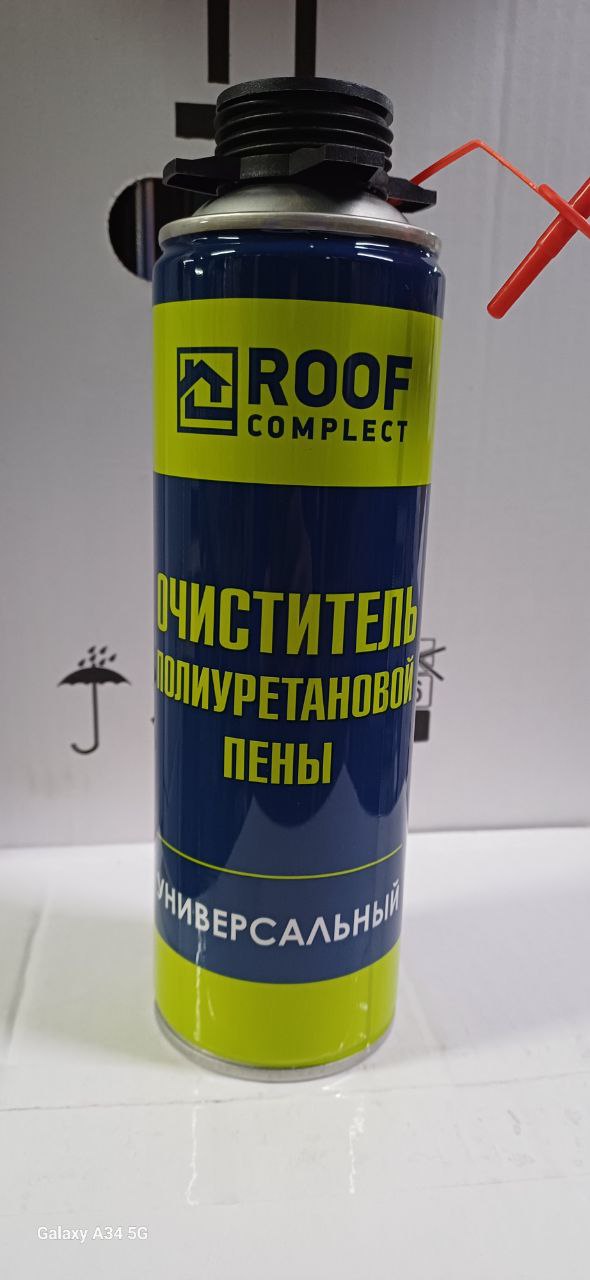 ROOF
COMPLECT
ОЧИСТИТЕЛЬ
ПОЛИУРЕТАНОВОЙ
ПЕНЫ
УНИВЕРСАЛЬНЫЙ
Galaxy A34 5G